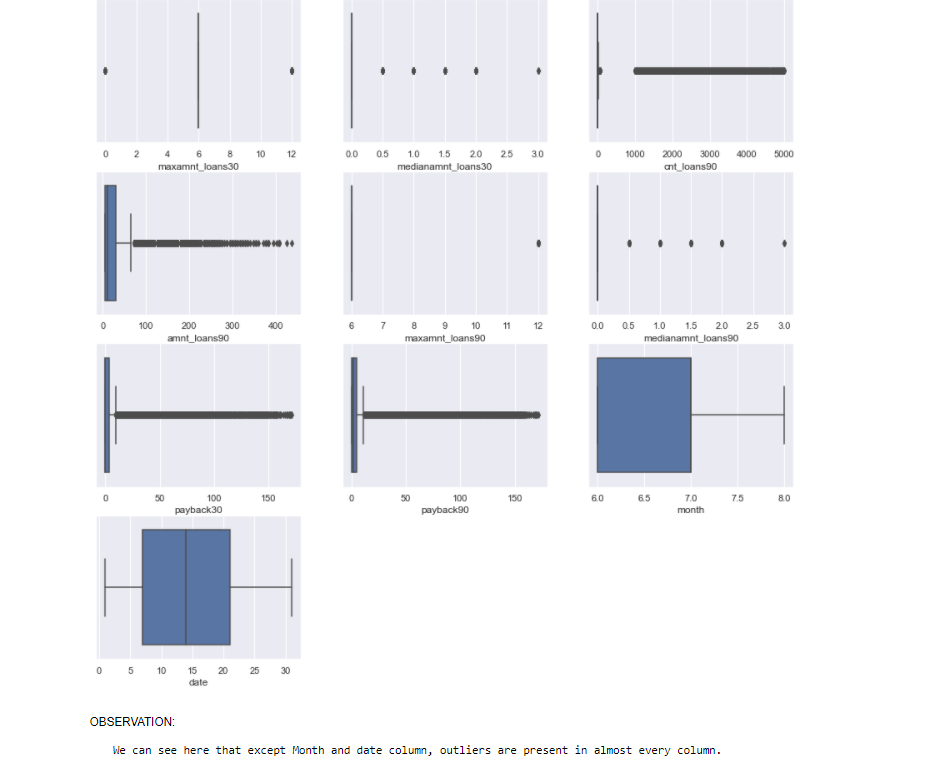 0 2 4 6 8 10 12 0.0 0.5 1.0 1.5 2.0 2.5 3.0 0 1000 2000 3000 4000 5000
maxamnt_loans30 medianamnt_loans30 cnt_loans90
0 100 200 300 400 6 7 8 9 10 11 12 0.0 0.5 1.0 1.5 2.0 2.5 3.0
amnt_loans90 maxamnt_loans90 medianamnt_loans90
0 50 100 150 0 50 100 150 6.0 6.5 7.0 7.5 8.0
payback30 payback90 month
0 5 10 15 20 25 30
date
OBSERVATION:
We can see here that except Month and date column, outliers are present in almost every column.